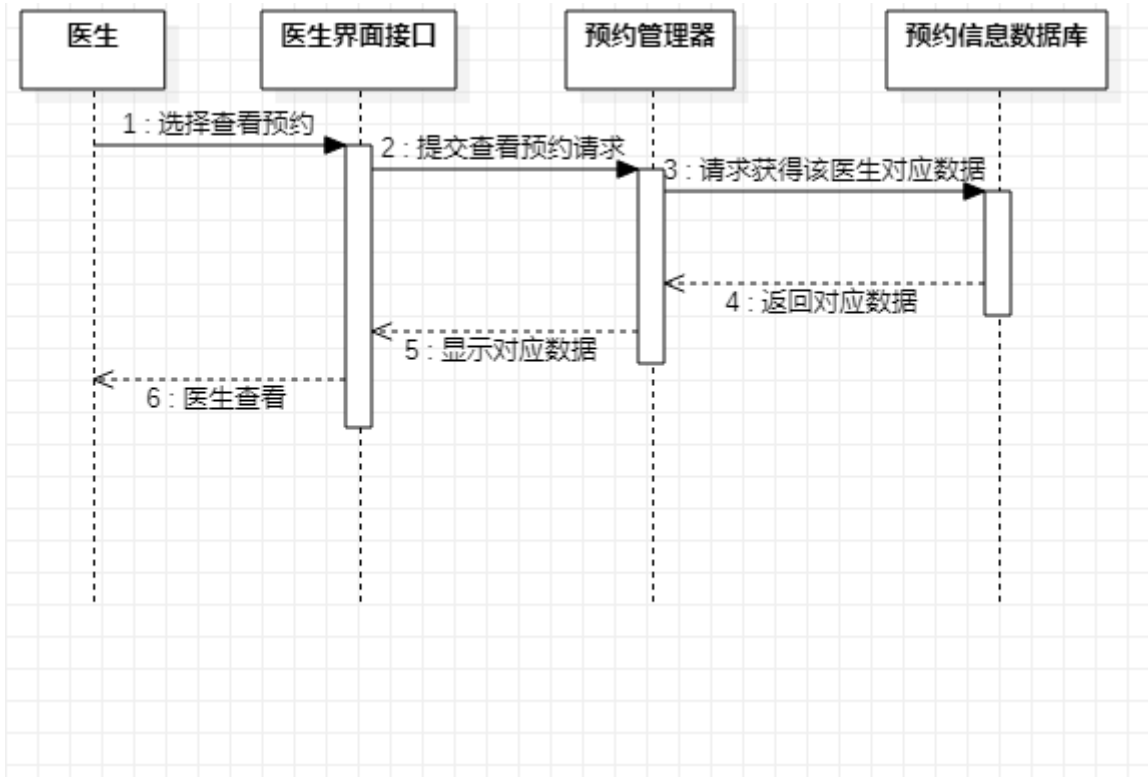 医生
医生界面接口
预约管理器
预约信息数据库
1 : 选择查看预约
2 : 提交查看预约请求
3 : 请求获得该医生对应数据
4 : 返回对应数据
5 : 显示对应数据
6 : 医生查看